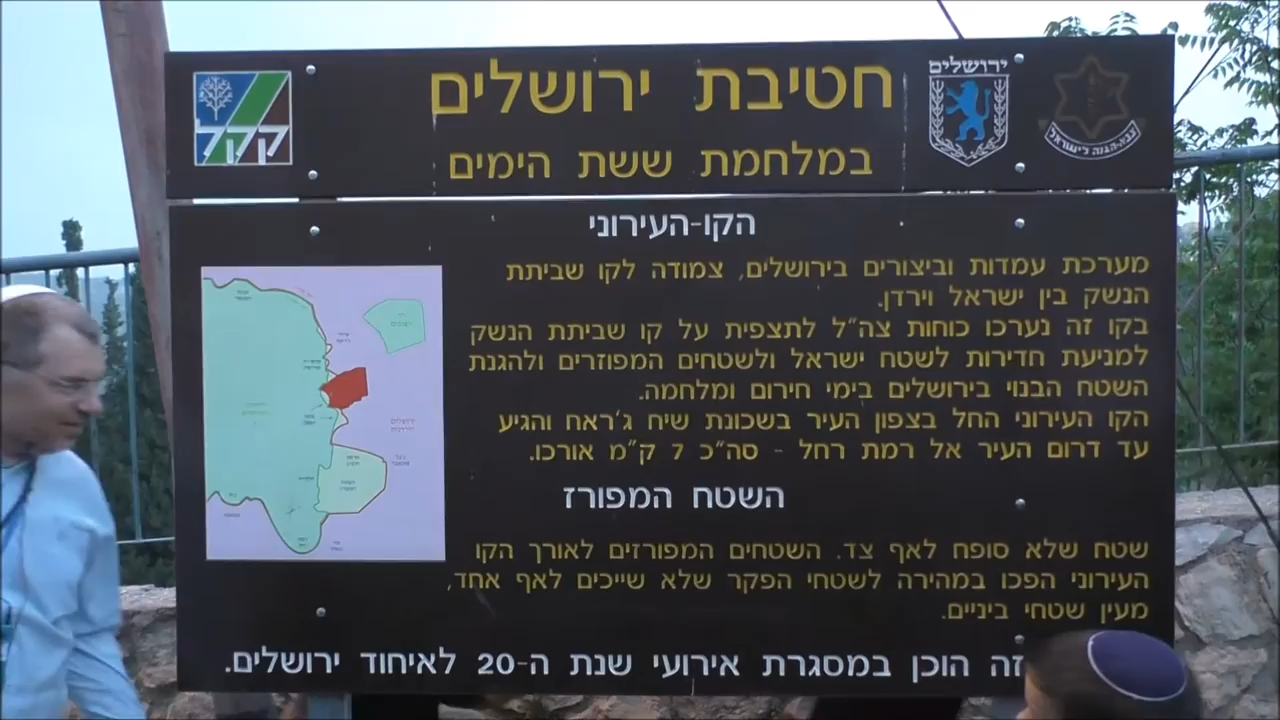 חטיבת ירושלים
במלחמת ששת הימים
קקל
ירושלים
צבא הגנה לישראל
הקו-העירוני
מערכת עמדות וביצורים בירושלים, צמודה לקו שביתת
הנשק בין ישראל וירדן.
בקו זה נערכו כוחות צה"ל לתצפית על קו שביתת הנשק
למניעת חדירות לשטח ישראל ולשטחים המפוזרים ולהגנת
השטח הבנוי בירושלים בימי חירום ומלחמה.
הקו העירוני החל בצפון העיר בשכונת שיח ג'ראח והגיע
עד דרום העיר אל רמת רחל - סה"כ 7 ק"מ אורכו.
השטח המפורז
שטח שלא סופח לאף צד. השטחים המפורזים לאורך הקו
העירוני הפכו במהירה לשטחי הפקר שלא שייכים לאף אחד,
מעין שטחי ביניים.
זה הוכן במסגרת אירועי שנת ה-20 לאיחוד ירושלים.